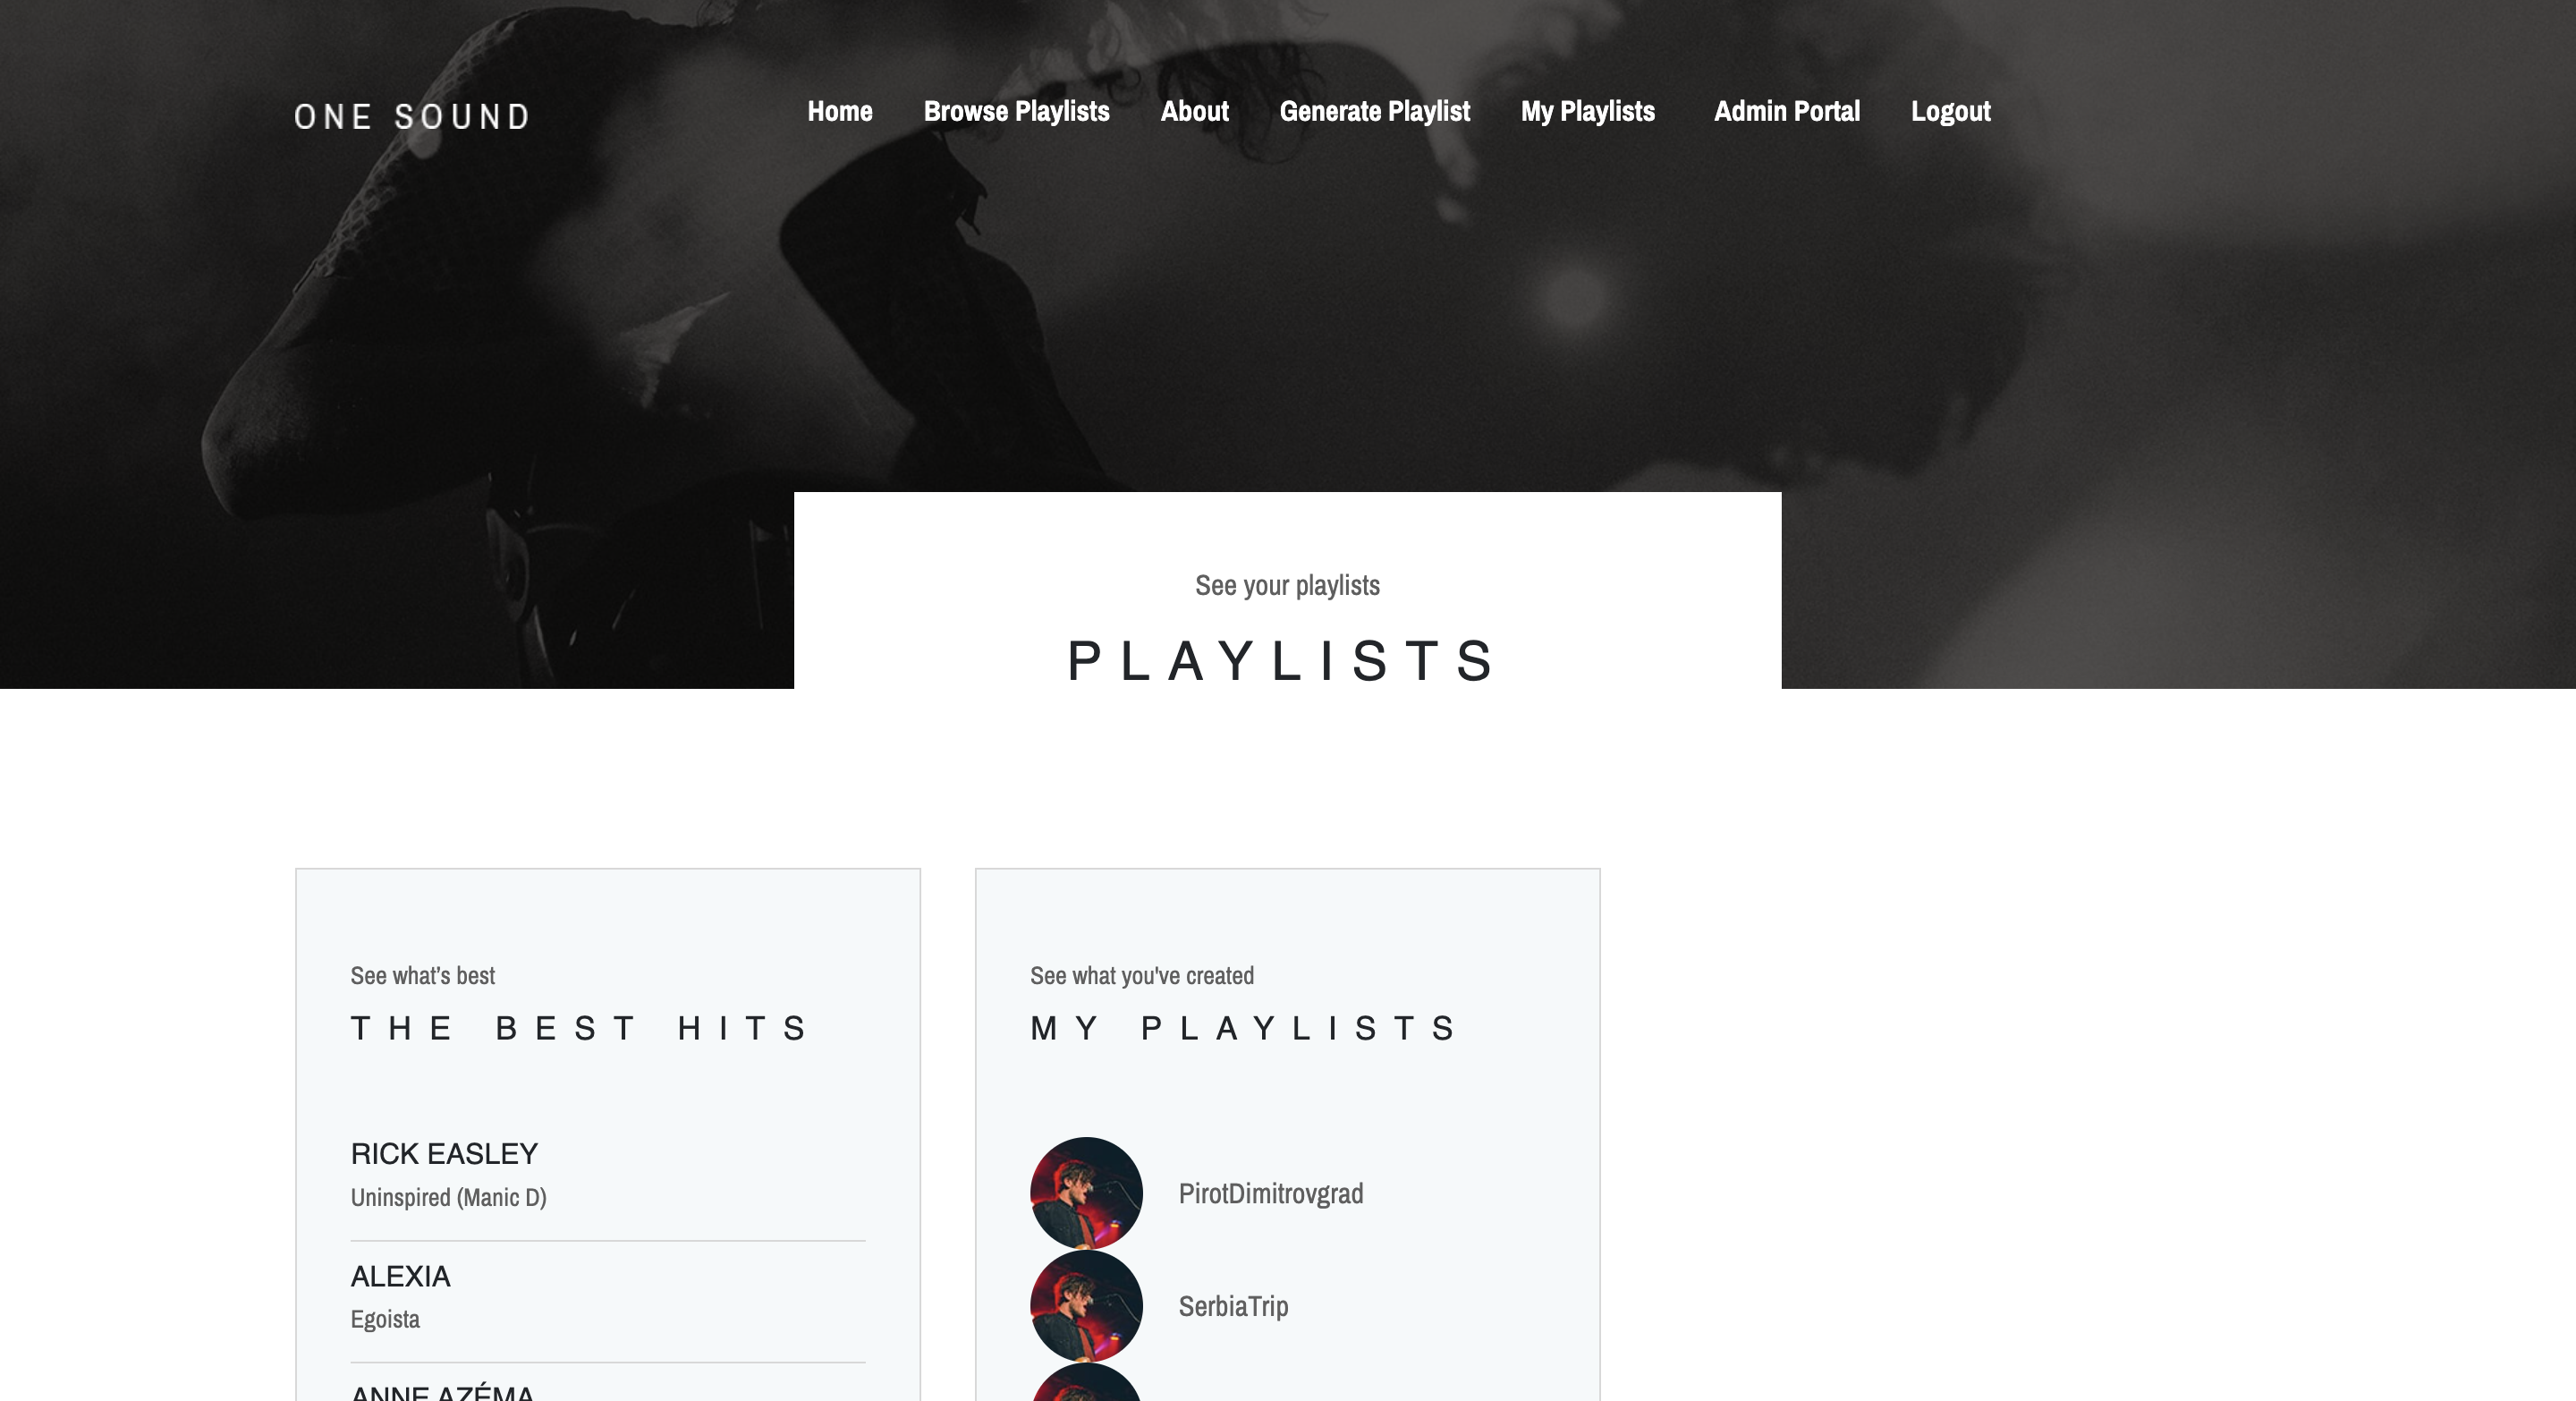 ONE SOUND
Home Browse Playlists About Generate Playlist My Playlists Admin Portal Logout
See your playlists
PLAYLISTS
See what’s best
THE BEST HITS
RICK EASLEY
Uninspired (Manic D)
ALEXIA
Egoista
ANNE AZÉMA
See what you've created
MY PLAYLISTS
PirotDimitrovgrad
SerbiaTrip